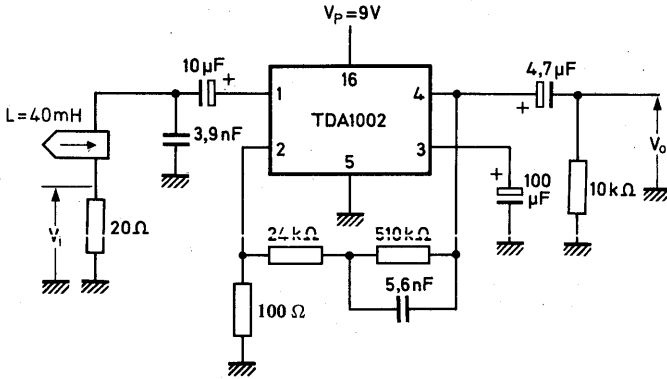 V_P=9V
10µF
+
16
4,7µF
+
L=40mH
1
4
3,9nF
TDA1002
2
3
5
+
100
µF
10kΩ
V_o
V_i
20Ω
24kΩ
510kΩ
5,6nF
100 Ω